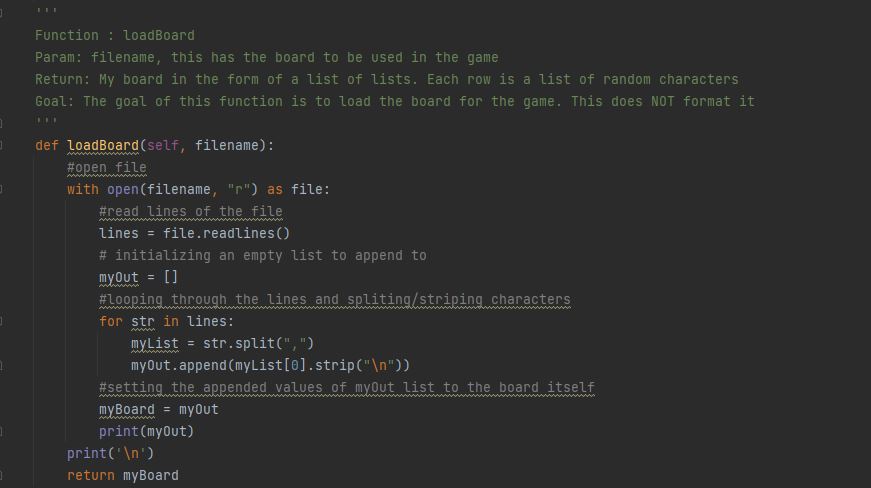 '''
Function : loadBoard
Param: filename, this has the board to be used in the game
Return: My board in the form of a list of lists. Each row is a list of random characters
Goal: The goal of this function is to load the board for the game. This does NOT format it
'''
def loadBoard(self, filename):
#open file
with open(filename, "r") as file:
#read lines of the file
lines = file.readlines()
# initializing an empty list to append to
myOut = []
#looping through the lines and spliting/striping characters
for str in lines:
myList = str.split(",")
myOut.append(myList[0].strip("\n"))
#setting the appended values of myOut list to the board itself
myBoard = myOut
print(myOut)
print('\n')
return myBoard